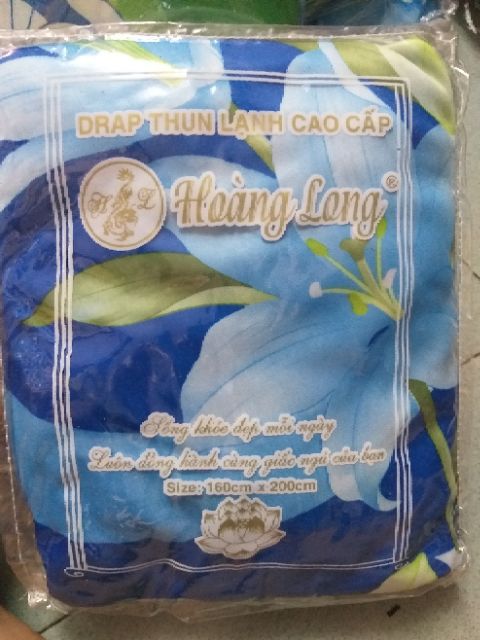 DRAP THUN LẠNH CAO CẤP
H L
Hoàng Long®
Sống khỏe đẹp mỗi ngày
Luôn đồng hành cùng giấc ngủ của bạn
Size: 160cm x 200cm